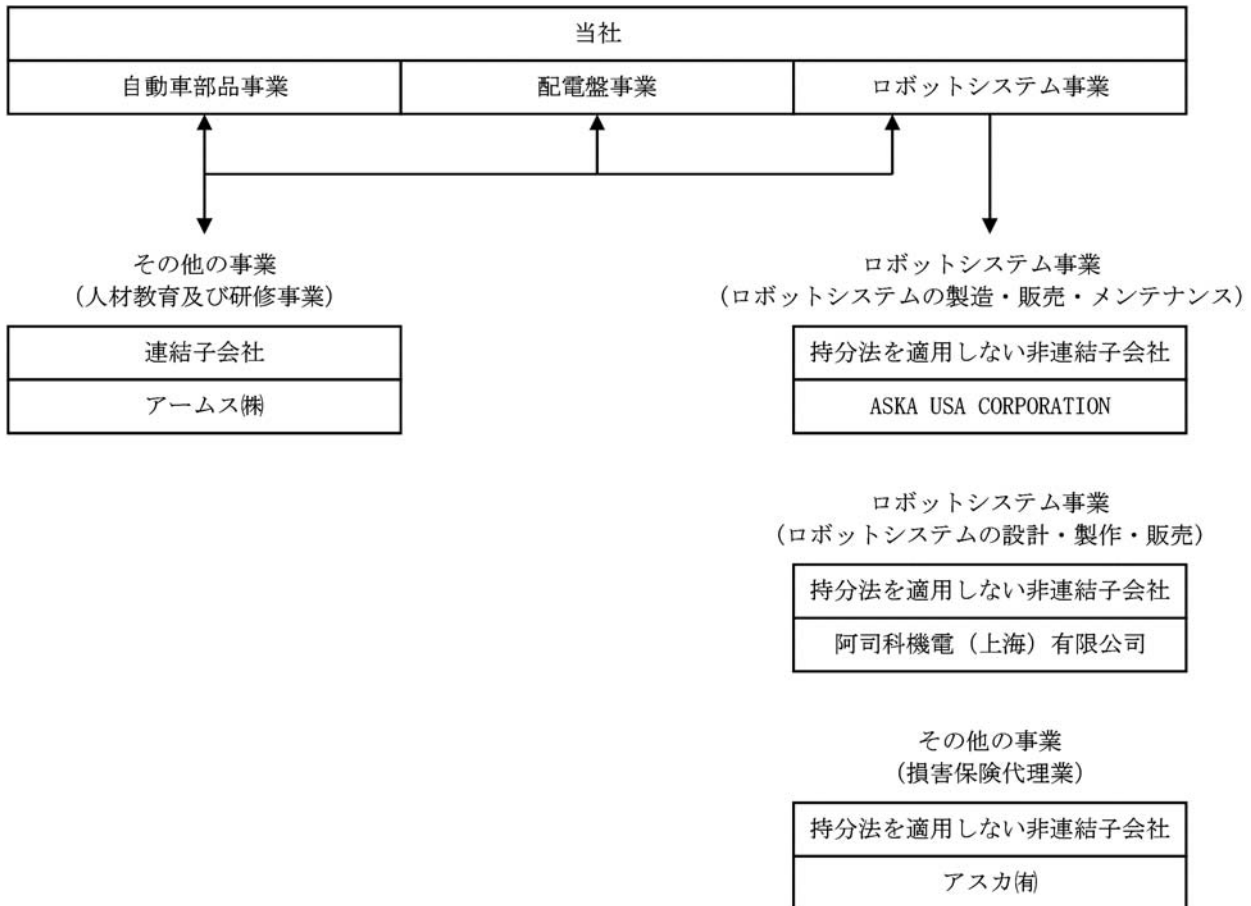 当社
自動車部品事業
配電盤事業
ロボットシステム事業
その他の事業
(人材教育及び研修事業)
連結子会社
アームス㈱
ロボットシステム事業
(ロボットシステムの製造・販売・メンテナンス)
持分法を適用しない非連結子会社
ASKA USA CORPORATION
ロボットシステム事業
(ロボットシステムの設計・製作・販売)
持分法を適用しない非連結子会社
阿司科機電(上海)有限公司
その他の事業
(損害保険代理業)
持分法を適用しない非連結子会社
アスカ㈲